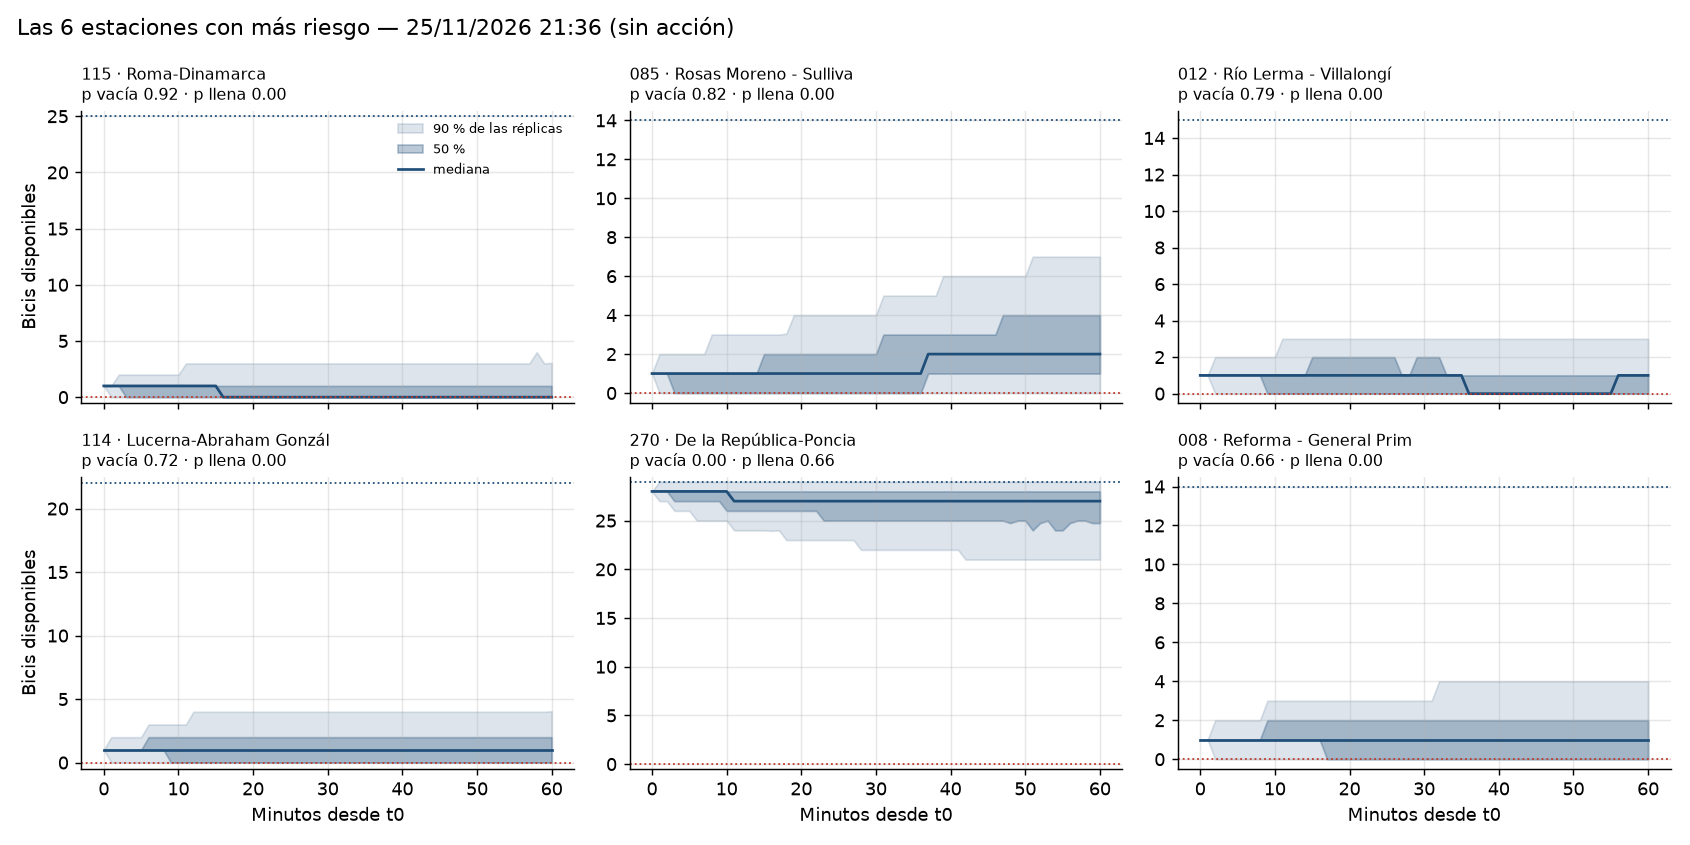 Las 6 estaciones con más riesgo — 25/11/2026 21:36 (sin acción)
115 · Roma-Dinamarca
p vacía 0.92 · p llena 0.00
25
20
15
10
5
0
Bicis disponibles
90 % de las réplicas
50 %
mediana
085 · Rosas Moreno - Sulliva
p vacía 0.82 · p llena 0.00
14
12
10
8
6
4
2
0
012 · Río Lerma - Villalongí
p vacía 0.79 · p llena 0.00
14
12
10
8
6
4
2
0
114 · Lucerna-Abraham Gonzál
p vacía 0.72 · p llena 0.00
20
15
10
5
0
Bicis disponibles
0 10 20 30 40 50 60
Minutos desde t0
270 · De la República-Poncia
p vacía 0.00 · p llena 0.66
25
20
15
10
5
0
0 10 20 30 40 50 60
Minutos desde t0
008 · Reforma - General Prim
p vacía 0.66 · p llena 0.00
14
12
10
8
6
4
2
0
0 10 20 30 40 50 60
Minutos desde t0